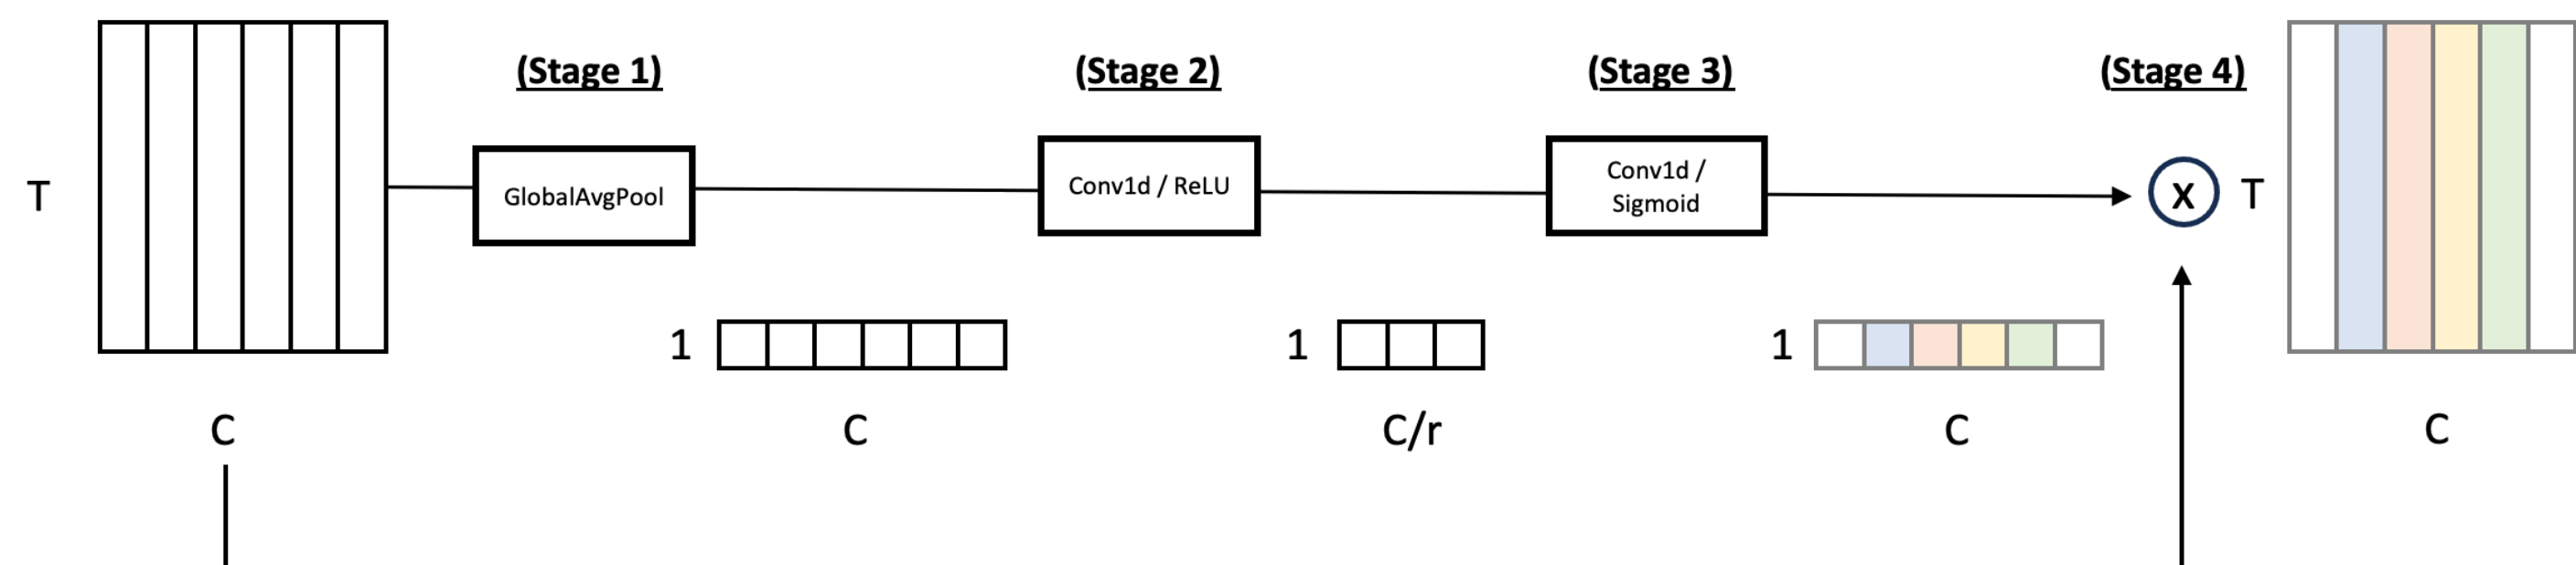 (Stage 1)
(Stage 2)
(Stage 3)
(Stage 4)
T
GlobalAvgPool
Conv1d / ReLU
Conv1d /
Sigmoid
X
T
1
1
1
C
C
C/r
C
C